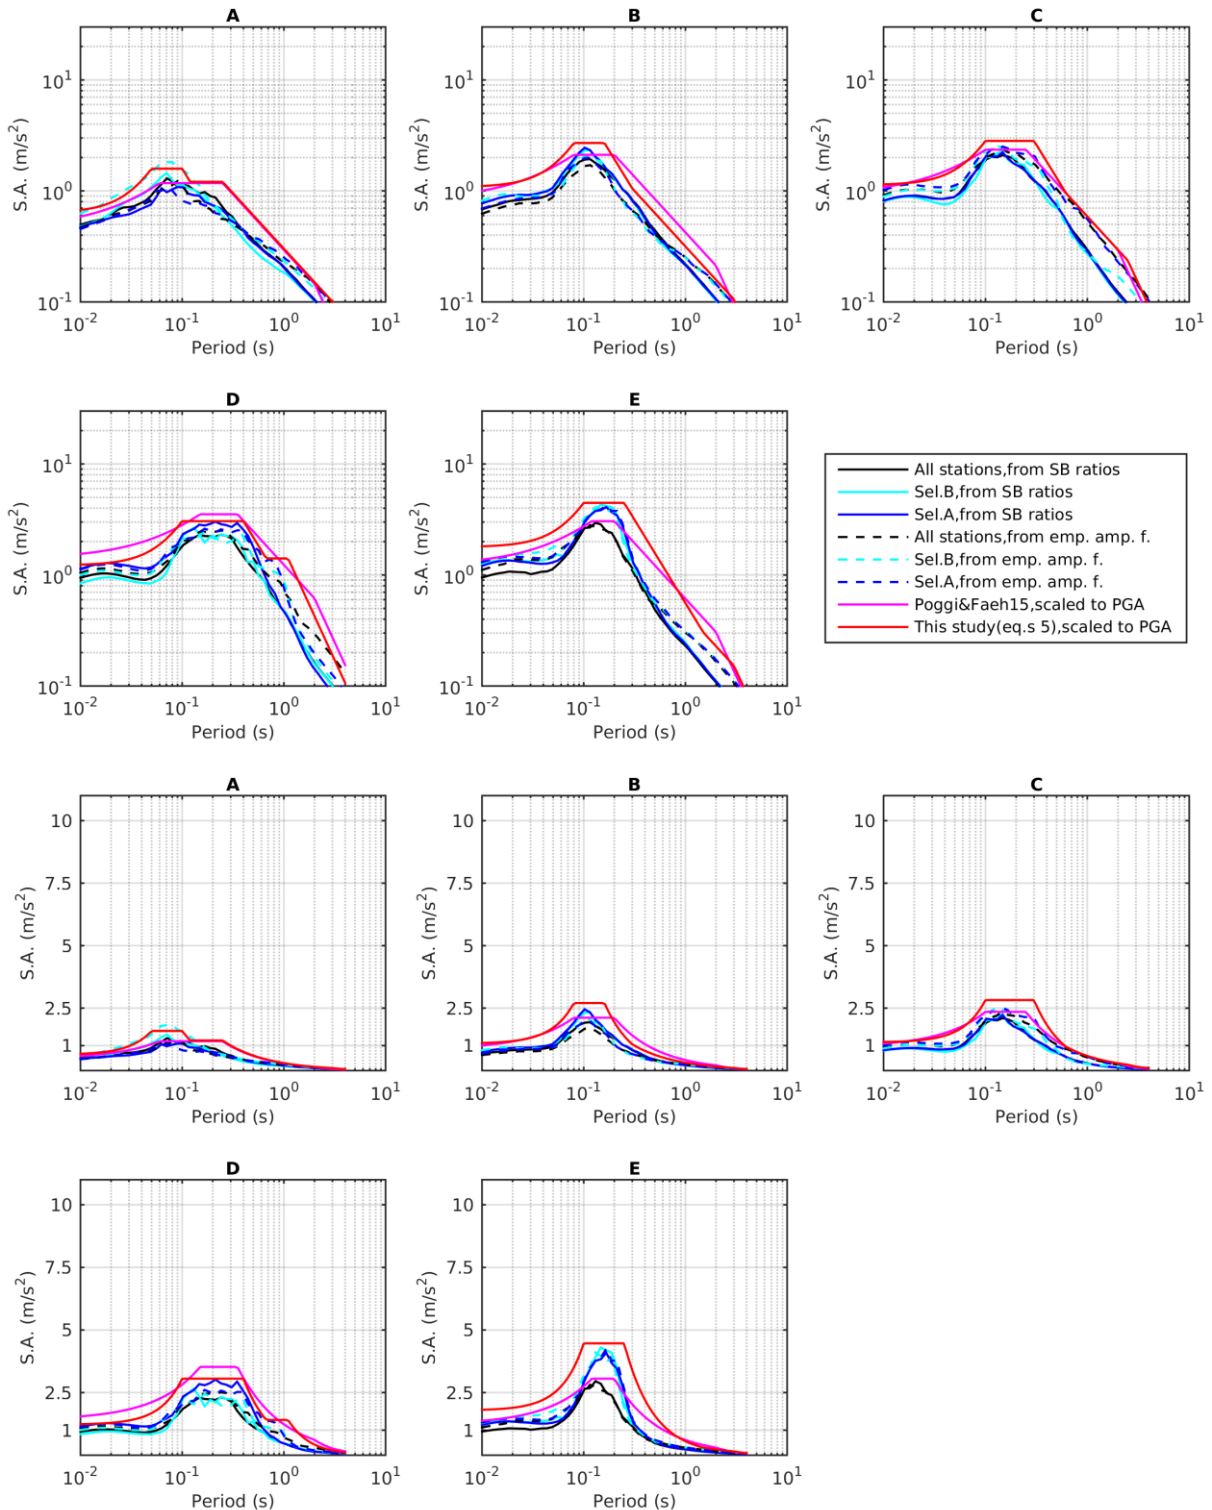 A
B
C
S.A. (m/s²)
10¹
10⁰
10⁻¹
10⁻² 10⁻¹ 10⁰ 10¹
Period (s)
S.A. (m/s²)
10¹
10⁰
10⁻¹
10⁻² 10⁻¹ 10⁰ 10¹
Period (s)
S.A. (m/s²)
10¹
10⁰
10⁻¹
10⁻² 10⁻¹ 10⁰ 10¹
Period (s)
D
E
S.A. (m/s²)
10¹
10⁰
10⁻¹
10⁻² 10⁻¹ 10⁰ 10¹
Period (s)
S.A. (m/s²)
10¹
10⁰
10⁻¹
10⁻² 10⁻¹ 10⁰ 10¹
Period (s)
All stations,from SB ratios
Sel.B,from SB ratios
Sel.A,from SB ratios
All stations,from emp. amp. f.
Sel.B,from emp. amp. f.
Sel.A,from emp. amp. f.
Poggi&Faeh15,scaled to PGA
This study(eq.s 5),scaled to PGA
A
B
C
S.A. (m/s²)
10
7.5
5
2.5
1
10⁻² 10⁻¹ 10⁰ 10¹
Period (s)
S.A. (m/s²)
10
7.5
5
2.5
1
10⁻² 10⁻¹ 10⁰ 10¹
Period (s)
S.A. (m/s²)
10
7.5
5
2.5
1
10⁻² 10⁻¹ 10⁰ 10¹
Period (s)
D
E
S.A. (m/s²)
10
7.5
5
2.5
1
10⁻² 10⁻¹ 10⁰ 10¹
Period (s)
S.A. (m/s²)
10
7.5
5
2.5
1
10⁻² 10⁻¹ 10⁰ 10¹
Period (s)